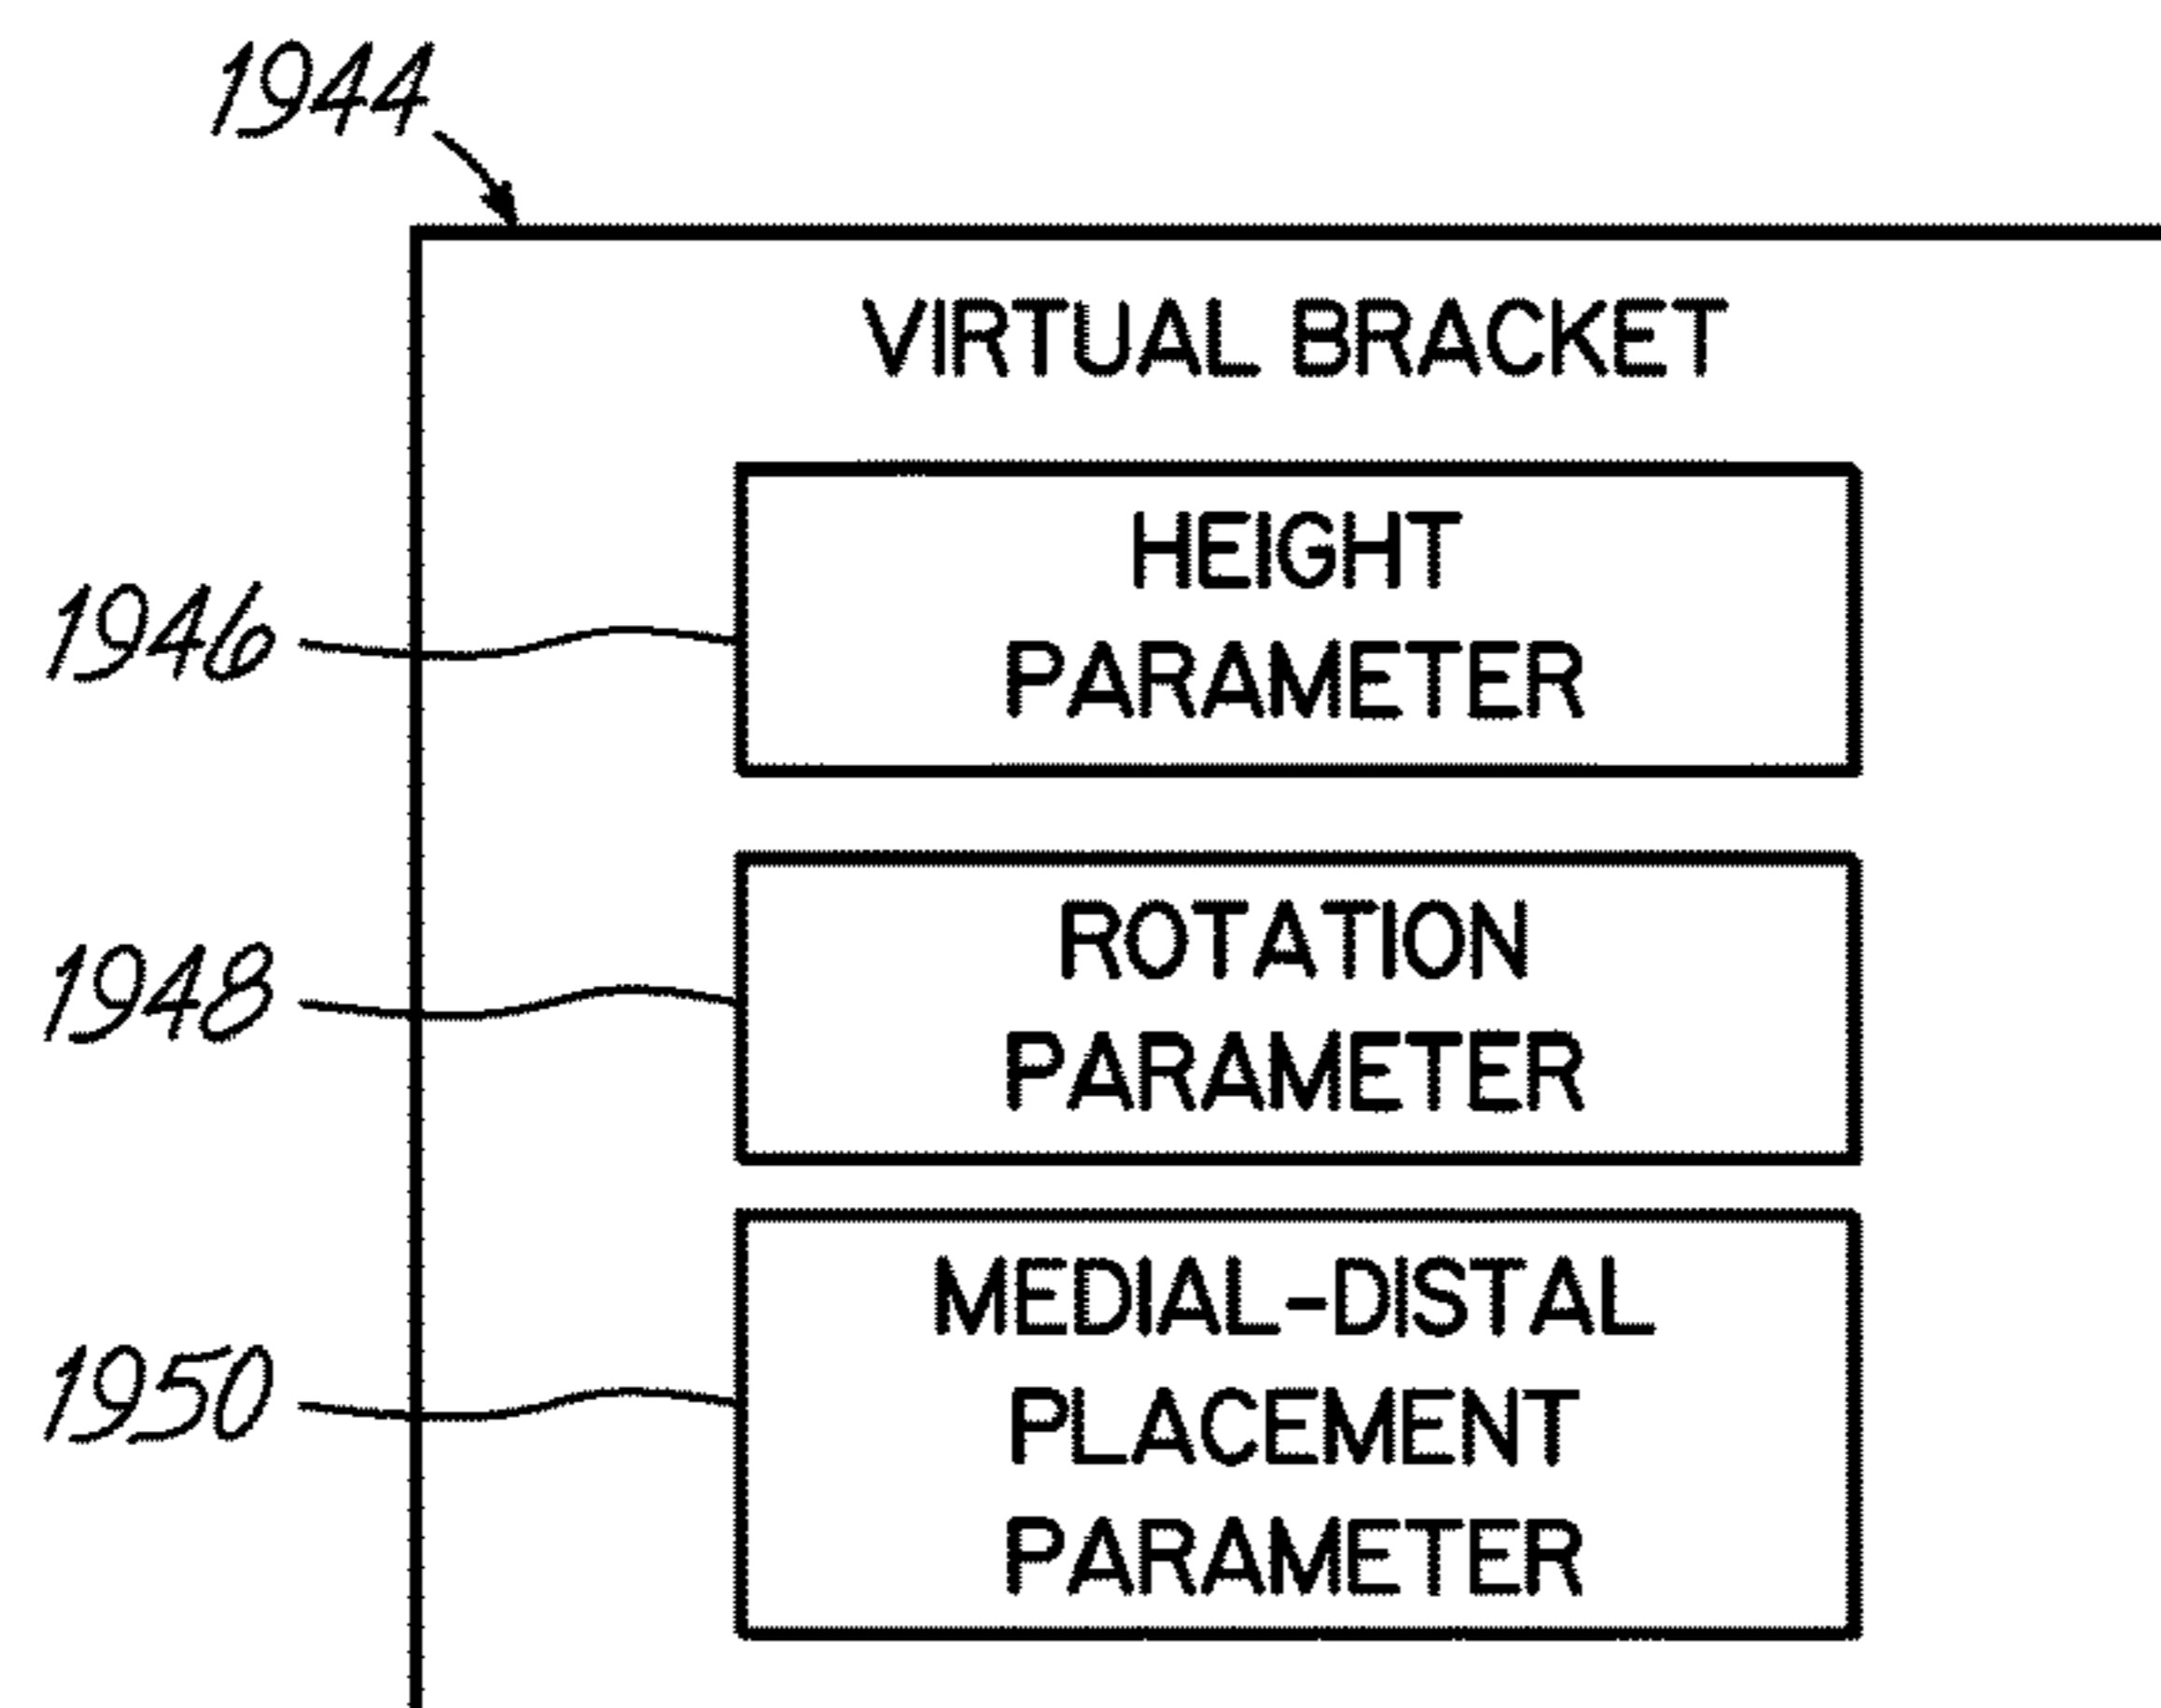 1944
VIRTUAL BRACKET
1946
HEIGHT
PARAMETER
1948
ROTATION
PARAMETER
1950
MEDIAL-DISTAL
PLACEMENT
PARAMETER